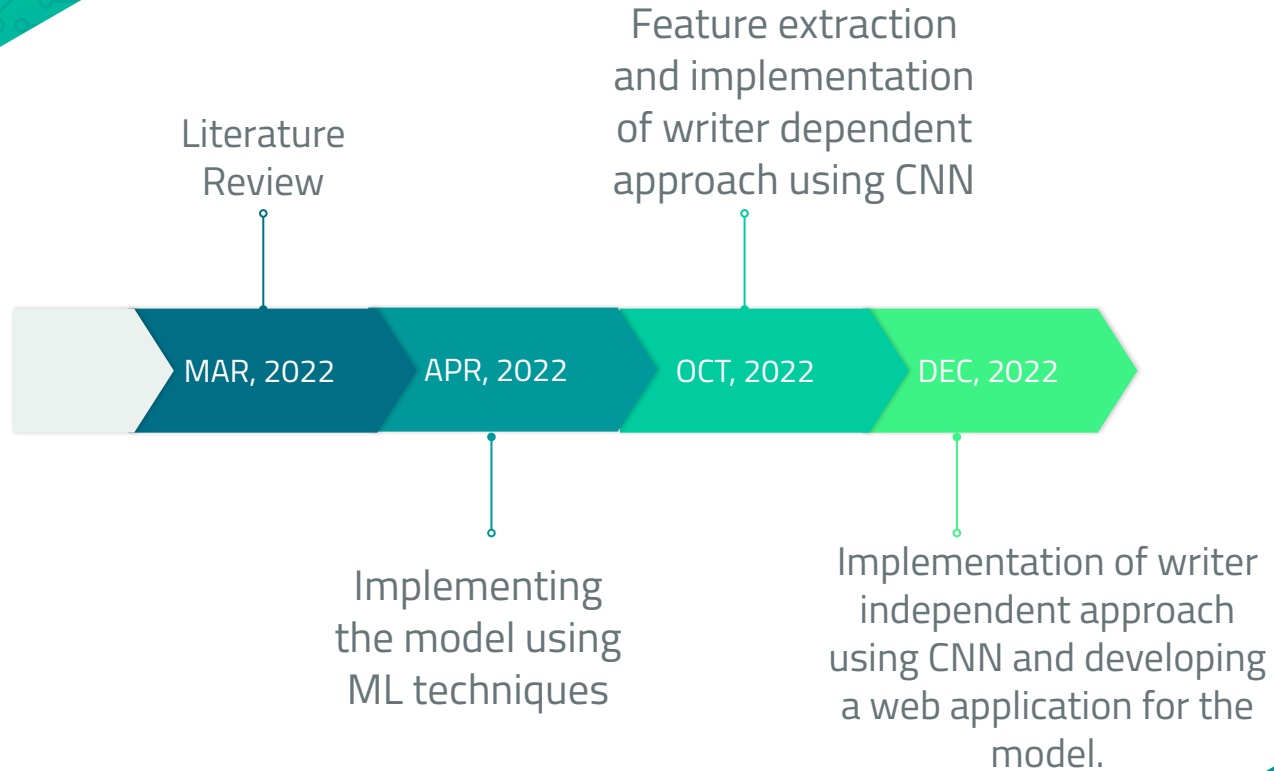 Feature extraction
and implementation
of writer dependent
approach using CNN
Literature
Review
MAR, 2022
APR, 2022
OCT, 2022
DEC, 2022
Implementing
the model using
ML techniques
Implementation of writer
independent approach
using CNN and developing
a web application for the
model.